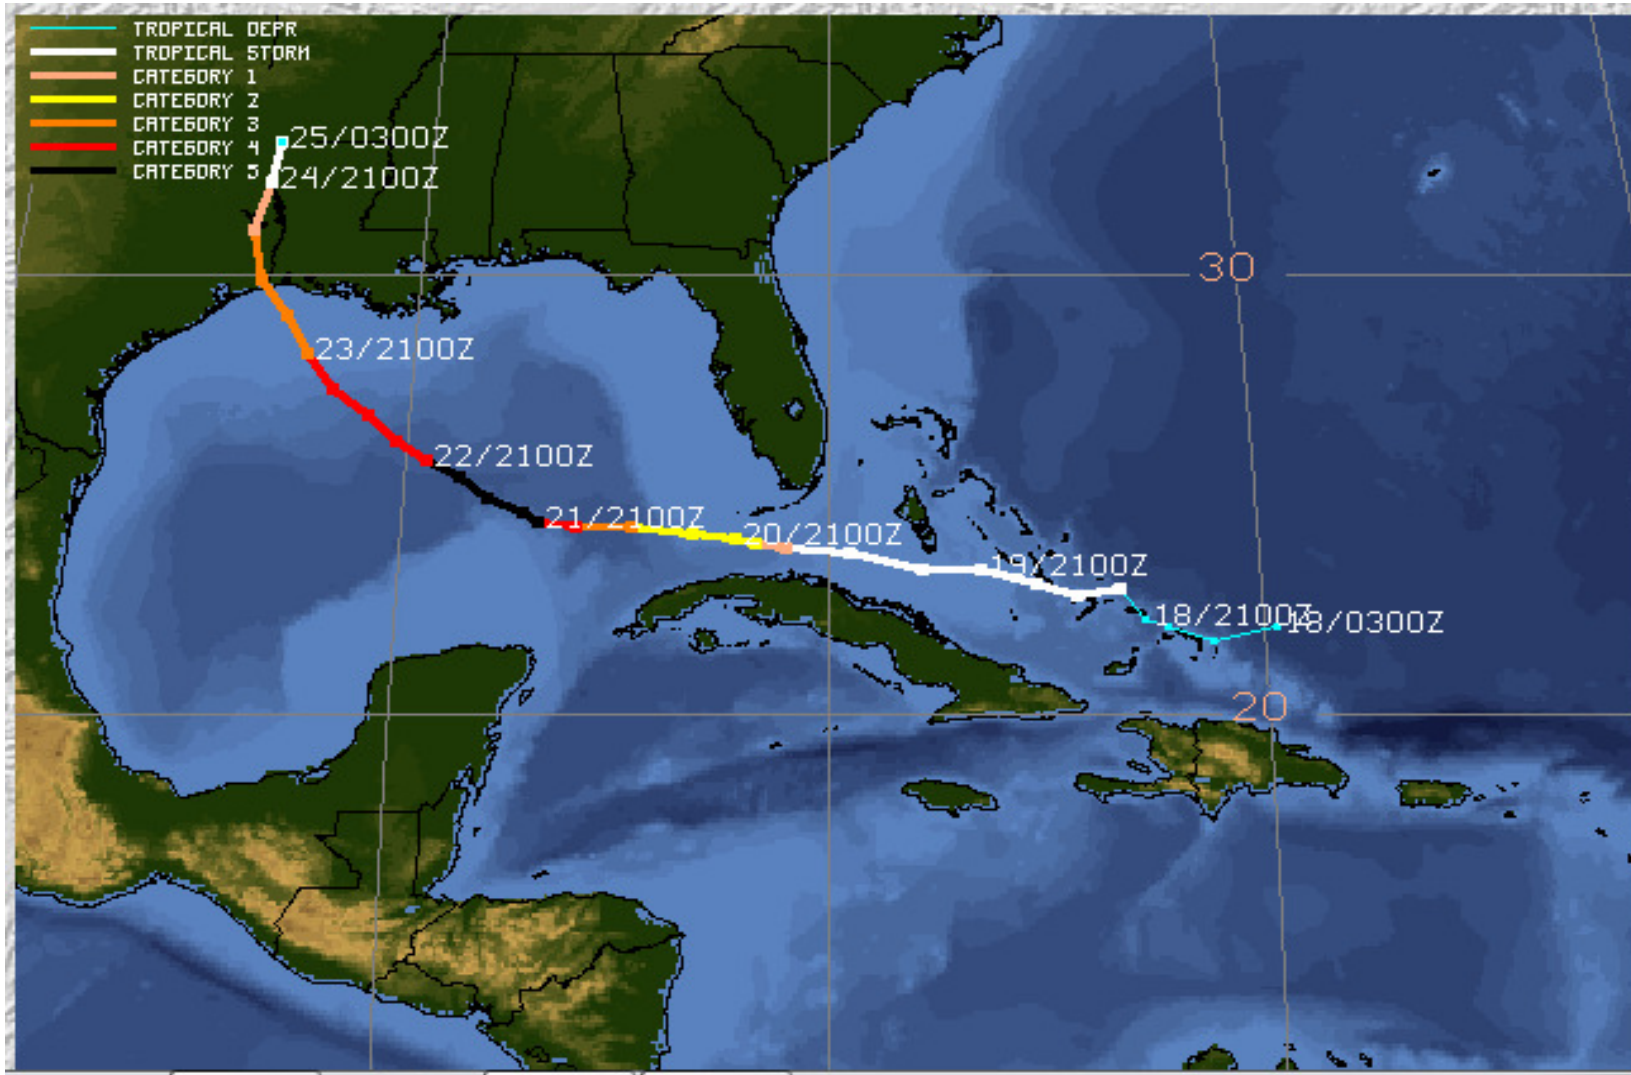 TROPICAL DEPR
TROPICAL STORM
CATEGORY 1
CATEGORY 2
CATEGORY 3
CATEGORY 4
CATEGORY 5
25/0300Z
24/2100Z
30
23/2100Z
22/2100Z
21/2100Z
20/2100Z
19/2100Z
18/2100Z
18/0300Z
20